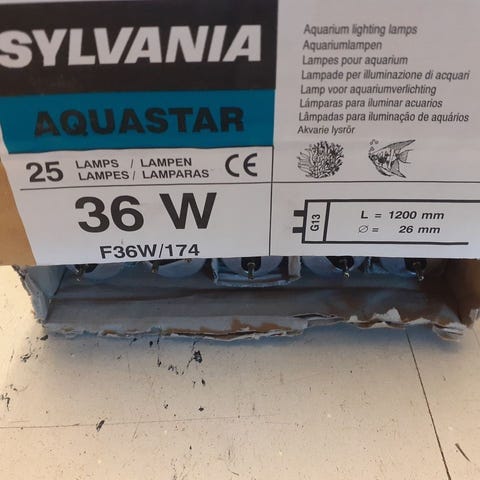 SYLVANIA
AQUASTAR
25 LAMPS / LAMPEN
LAMPES / LAMPARAS CE
36 W
F36W/174
Aquarium lighting lamps
Aquariumlampen
Lampes pour aquarium
Lampade per illuminazione di acquari
Lamp voor aquariumverlichting
Lámparas para iluminar acuarios
Lâmpadas para iluminação de aquários
Akvarie lysrör
G13
L = 1200 mm
Ø = 26 mm